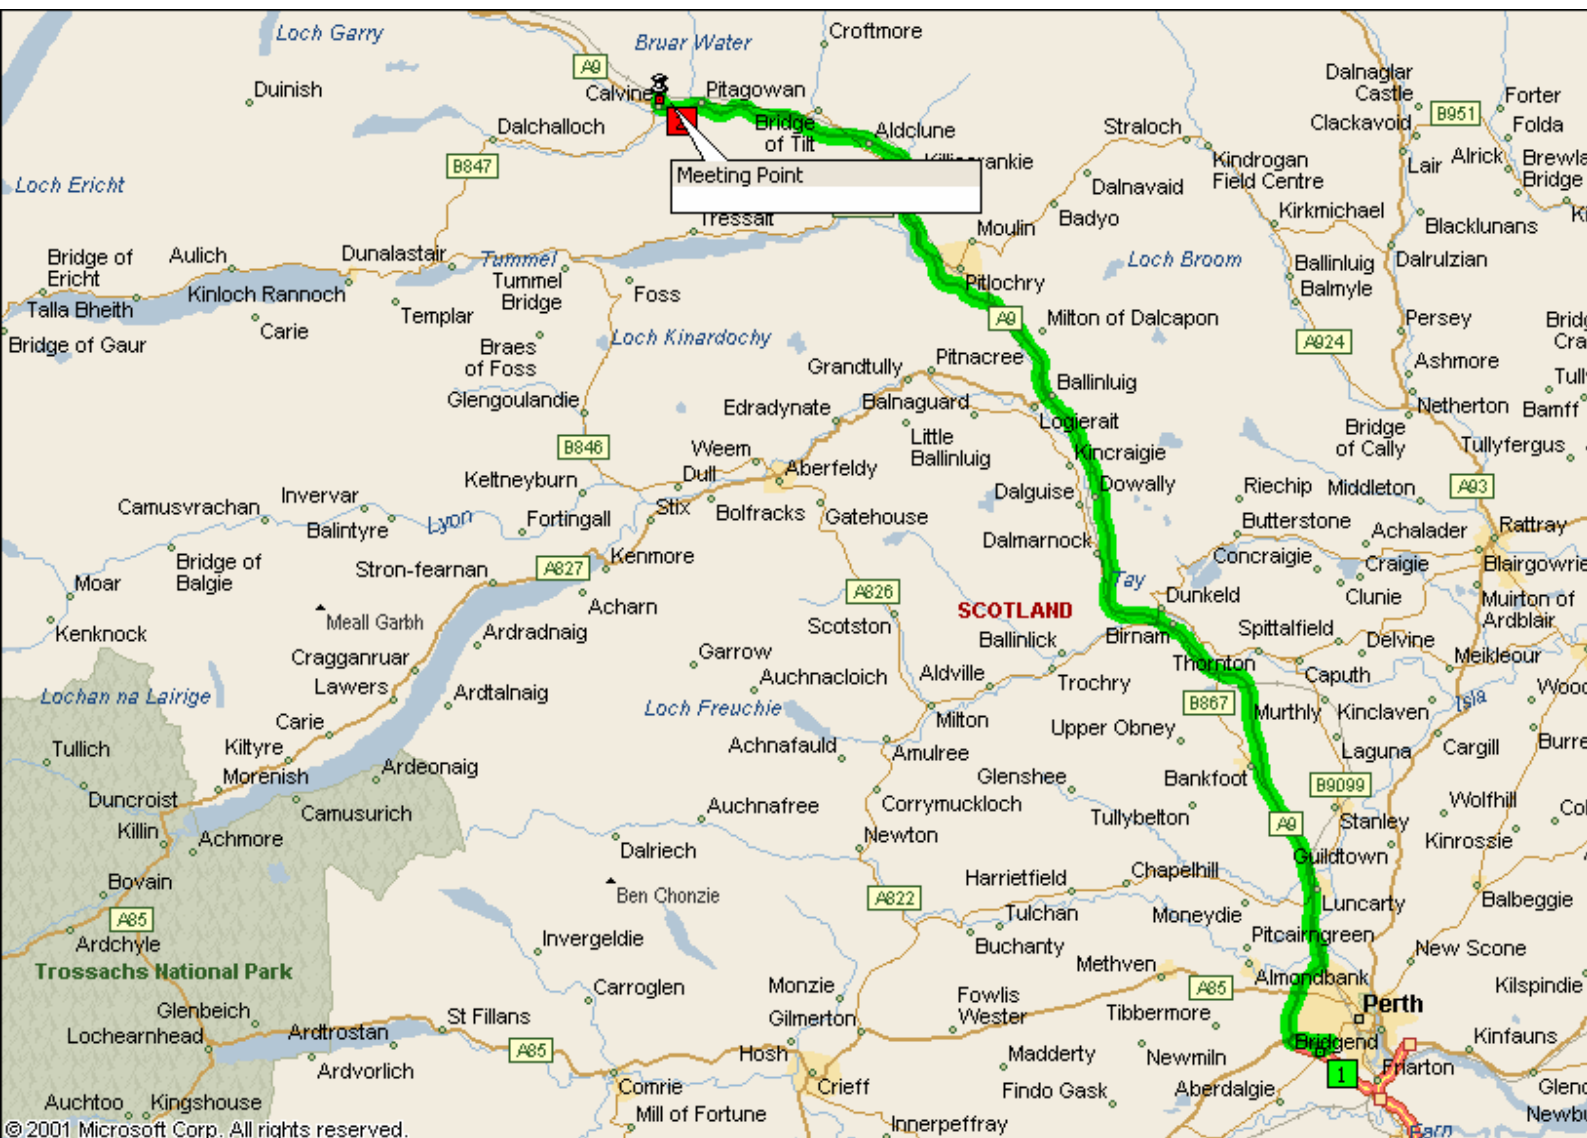 Loch Garry
Bruar Water
Croftmore
A9
Duinish
Calvine
Pitagowan
Dalnaglar
Castle
Forter
B951
Clackavoid
Folda
Dalchalloch
Bridge
of Tilt
Aldclune
Straloch
B847
Kindrogan
Field Centre
Lair
Alrick
Bridge
Loch Ericht
Meeting Point
Dalnavaid
Badyo
Kirkmichael
Blacklunans
Moulin
Bridge of
Ericht
Aulich
Dunalastair
Tummel
Tummel
Bridge
Loch Broom
Ballinluig
Balmyle
Dalrulzian
Talla Bheith
Kinloch Rannoch
Foss
Pitlochry
Carie
Templar
A9
Milton of Dalcapon
Persey
Bridge of Gaur
Braes
of Foss
Loch Kinardochy
A924
Pitnacree
Grandtully
Ashmore
Ballinluig
Glengoulandie
Edradynate
Balnaguard
Logierait
Netherton
Bamff
Bridge
of Cally
Tullyfergus
B846
Weem
Little
Ballinluig
Kincraigie
Aberfeldy
Dull
Keltneyburn
Dowally
Dalguise
Riechip
Middleton
A93
Invervar
Camusvrachan
Balintyre
Lyon
Fortingall
Stix
Bolfracks
Gatehouse
Butterstone
Achalader
Rattray
Dalmarnock
Concraigie
Craigie
Blairgowrie
Bridge of
Balgie
Kenmore
Moar
Stron-fearnan
A827
Tay
A826
Acharn
SCOTLAND
Dunkeld
Clunie
Muirton of
Ardblair
Meall Garbh
Kenknock
Ardradnaig
Scotston
Ballinlick
Birnam
Spittalfield
Delvine
Cragganruar
Garrow
Thornton
Meikleour
Lawers
Ardtalnaig
Auchnacloich
Aldville
Trochry
Caputh
Lochan na Lairige
Loch Freuchie
Milton
B867
Murthly
Kinclaven
Isla
Carie
Upper Obney
Tullich
Kiltyre
Achnafauld
Amulree
Laguna
Cargill
Ardeonaig
Morenish
Glenshee
Bankfoot
B9099
Duncroist
Camusurich
Auchnafree
Corrymuckloch
Tullybelton
Wolfhill
Killin
Achmore
Newton
A9
Stanley
Kinrossie
Dalriech
Guildtown
Bovain
Ben Chonzie
Harrietfield
Chapelhill
A822
Luncarty
Balbeggie
A85
Tulchan
Moneydie
Ardchyle
Invergeldie
Buchanty
Pitcairngreen
New Scone
Trossachs National Park
Methven
Almondbank
Carroglen
Monzie
A85
Kilspindie
Glenbeich
Fowlis
Wester
Perth
Tibbermore
St Fillans
Gilmerton
Lochearnhead
Ardtrostan
A85
Hosh
Bridgend
Kinfauns
Madderty
Newmiln
Ardvorlich
1
Friarton
Comrie
Crieff
Findo Gask
Aberdalgie
Auchtoo
Kingshouse
Mill of Fortune
Innerpeffray
© 2001 Microsoft Corp. All rights reserved.